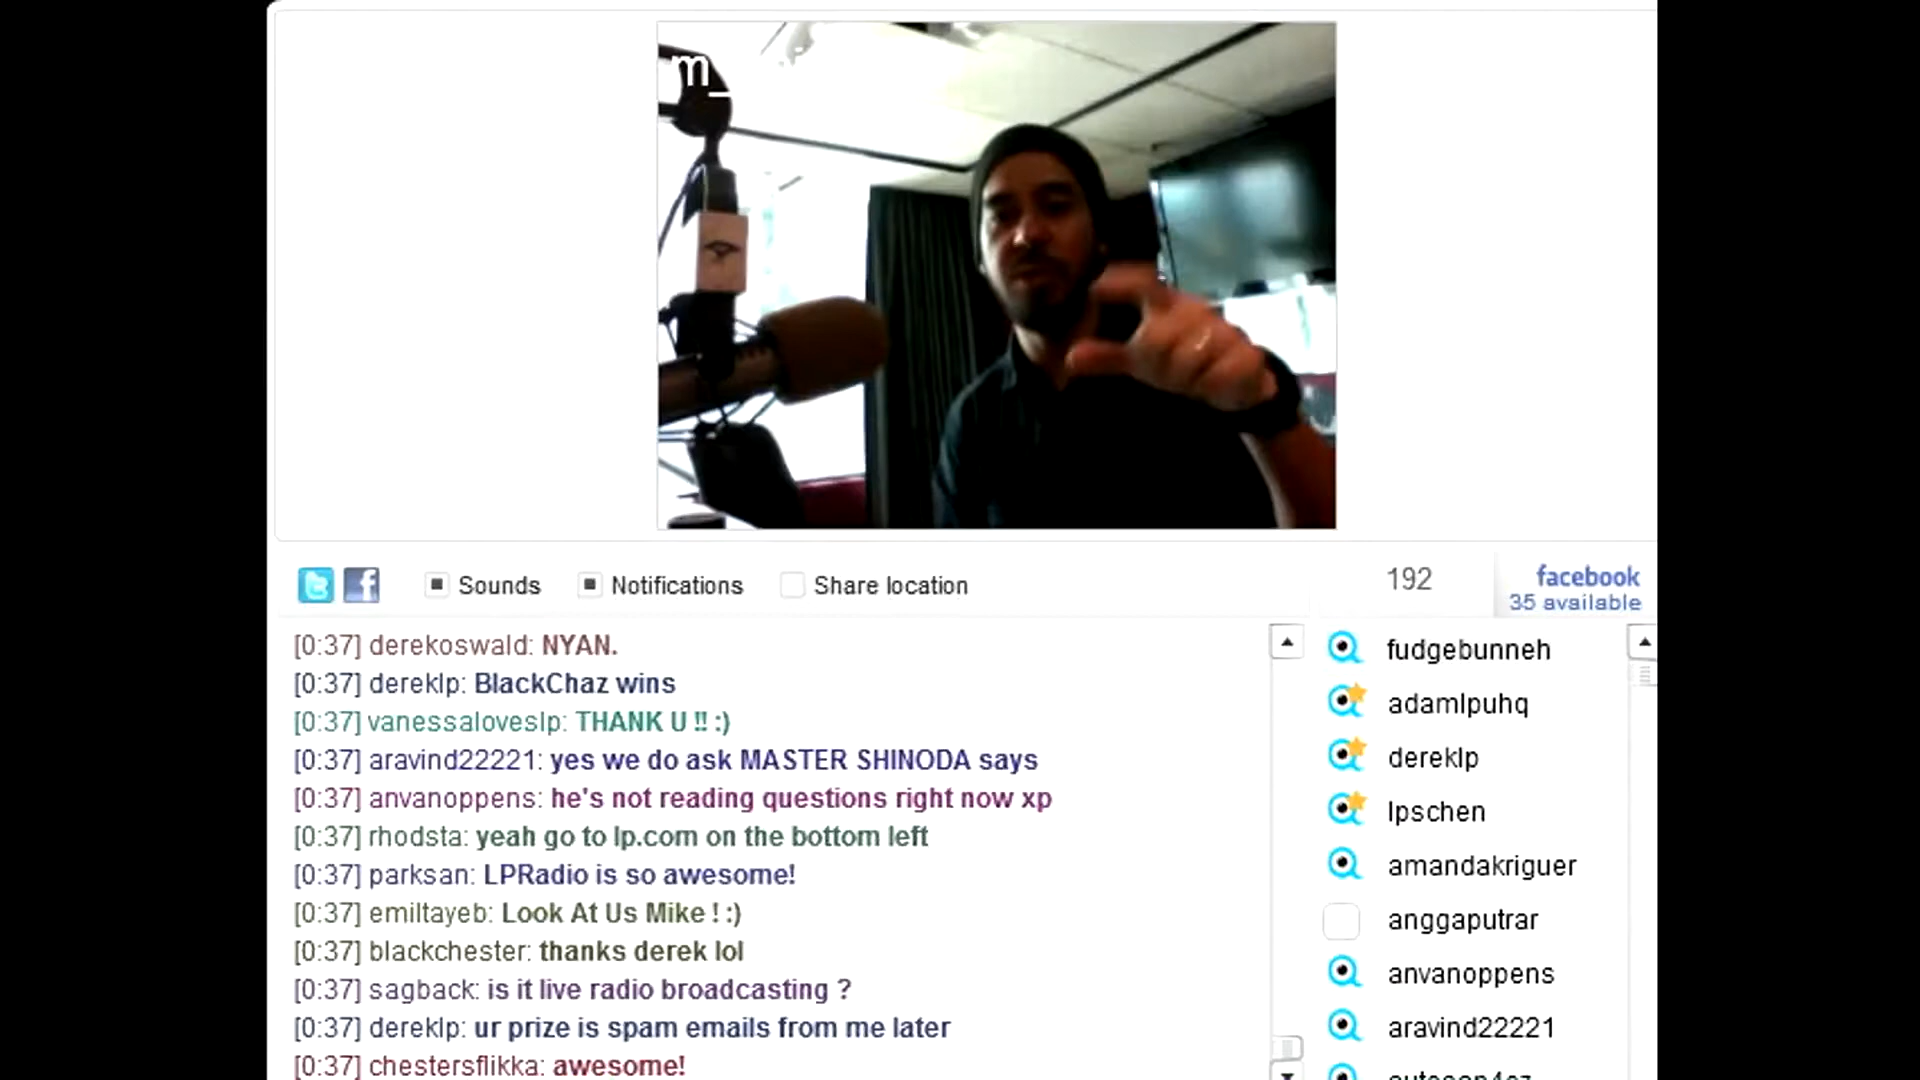 m_
Sounds
Notifications
Share location
192
facebook
35 available
[0:37] derekoswald: NYAN.
[0:37] dereklp: BlackChaz wins
[0:37] vanessaloveslp: THANK U !! :)
[0:37] aravind22221: yes we do ask MASTER SHINODA says
[0:37] anvanoppens: he's not reading questions right now xp
[0:37] rhodsta: yeah go to lp.com on the bottom left
[0:37] parksan: LPRadio is so awesome!
[0:37] emiltayeb: Look At Us Mike ! :)
[0:37] blackchester: thanks derek lol
[0:37] sagback: is it live radio broadcasting ?
[0:37] dereklp: ur prize is spam emails from me later
[0:37] chestersflikka: awesome!
fudgebunneh
adamlpuhq
dereklp
lpschen
amandakriguer
anggaputrar
anvanoppens
aravind22221